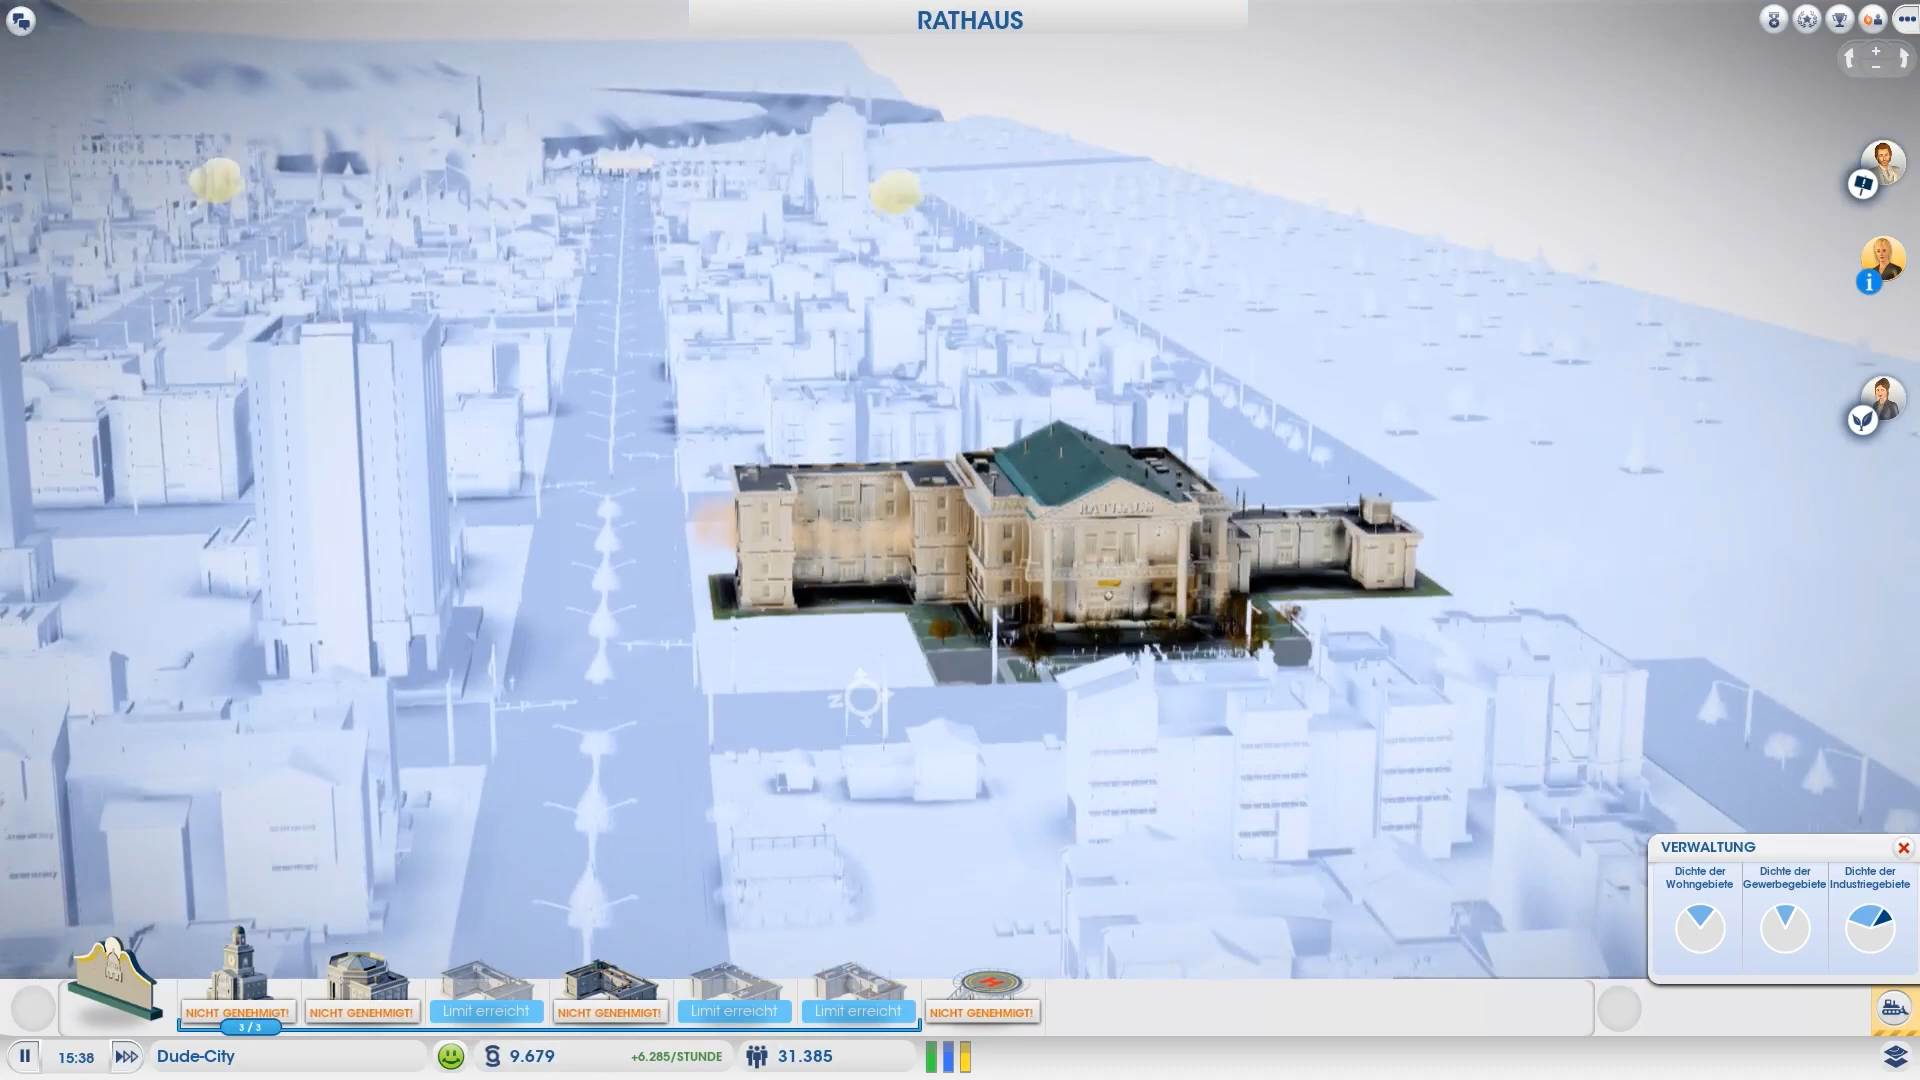 RATHAUS
RATHAUS
N
VERWALTUNG
Dichte der
Wohngebiete
Dichte der
Gewerbegebiete
Dichte der
Industriegebiete
NICHT GENEHMIGT!
NICHT GENEHMIGT!
Limit erreicht
NICHT GENEHMIGT!
Limit erreicht
Limit erreicht
NICHT GENEHMIGT!
3 / 3
15:38
Dude-City
9.679
+6.285/STUNDE
31.385